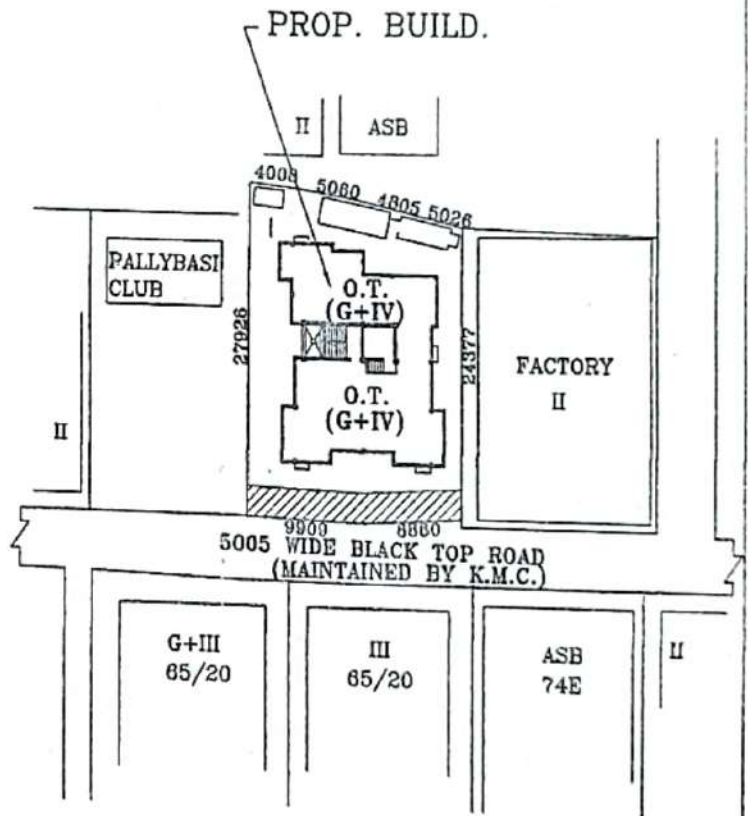 PROP. BUILD.
II
ASB
4008
5060
4805
5026
PALLYBASI
CLUB
O.T.
(G+IV)
27926
24377
FACTORY
II
O.T.
(G+IV)
II
9909
8860
5005 WIDE BLACK TOP ROAD
(MAINTAINED BY K.M.C.)
G+III
65/20
III
65/20
ASB
74E
II